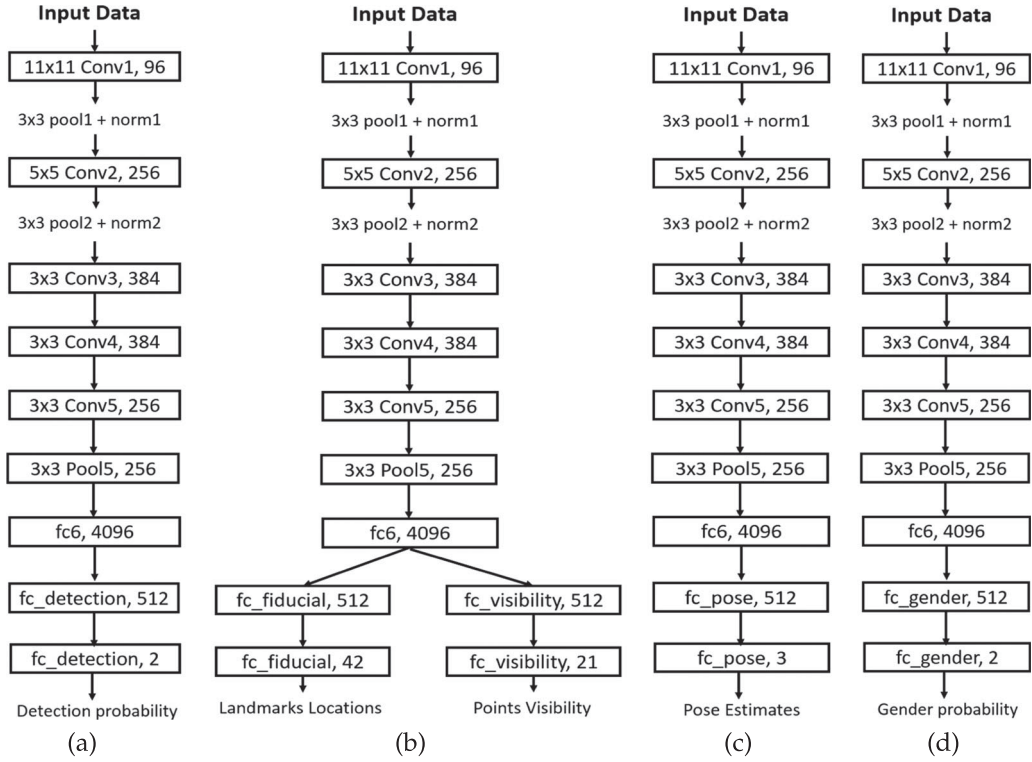 Input Data
11x11 Conv1, 96
3x3 pool1 + norm1
5x5 Conv2, 256
3x3 pool2 + norm2
3x3 Conv3, 384
3x3 Conv4, 384
3x3 Conv5, 256
3x3 Pool5, 256
fc6, 4096
fc_detection, 512
fc_detection, 2
Detection probability
(a)
Input Data
11x11 Conv1, 96
3x3 pool1 + norm1
5x5 Conv2, 256
3x3 pool2 + norm2
3x3 Conv3, 384
3x3 Conv4, 384
3x3 Conv5, 256
3x3 Pool5, 256
fc6, 4096
fc_fiducial, 512
fc_fiducial, 42
Landmarks Locations
fc_visibility, 512
fc_visibility, 21
Points Visibility
(b)
Input Data
11x11 Conv1, 96
3x3 pool1 + norm1
5x5 Conv2, 256
3x3 pool2 + norm2
3x3 Conv3, 384
3x3 Conv4, 384
3x3 Conv5, 256
3x3 Pool5, 256
fc6, 4096
fc_pose, 512
fc_pose, 3
Pose Estimates
(c)
Input Data
11x11 Conv1, 96
3x3 pool1 + norm1
5x5 Conv2, 256
3x3 pool2 + norm2
3x3 Conv3, 384
3x3 Conv4, 384
3x3 Conv5, 256
3x3 Pool5, 256
fc6, 4096
fc_gender, 512
fc_gender, 2
Gender probability
(d)